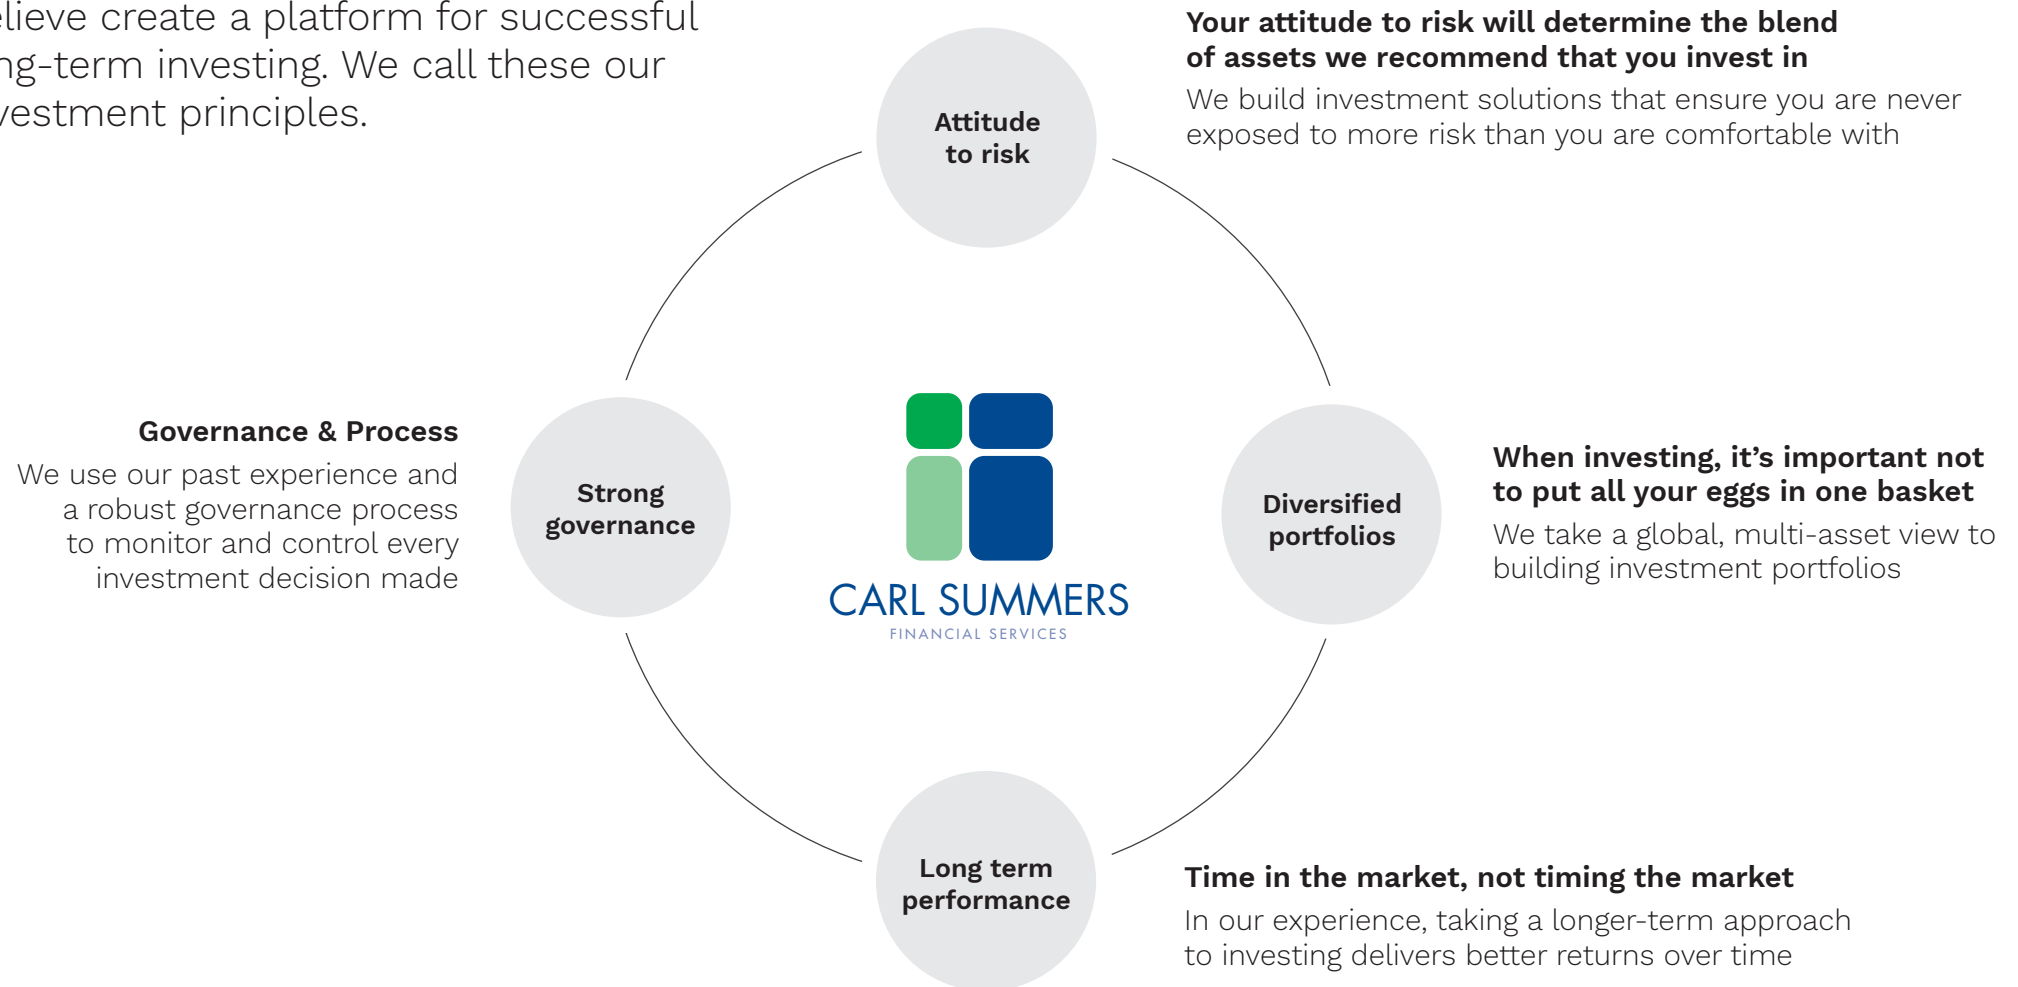 elieve create a platform for successful
ng-term investing. We call these our
vestment principles.
Your attitude to risk will determine the blend
of assets we recommend that you invest in
We build investment solutions that ensure you are never
exposed to more risk than you are comfortable with
Attitude
to risk
Governance & Process
We use our past experience and
a robust governance process
to monitor and control every
investment decision made
Strong
governance
CARL SUMMERS
FINANCIAL SERVICES
Diversified
portfolios
When investing, it’s important not
to put all your eggs in one basket
We take a global, multi-asset view to
building investment portfolios
Long term
performance
Time in the market, not timing the market
In our experience, taking a longer-term approach
to investing delivers better returns over time